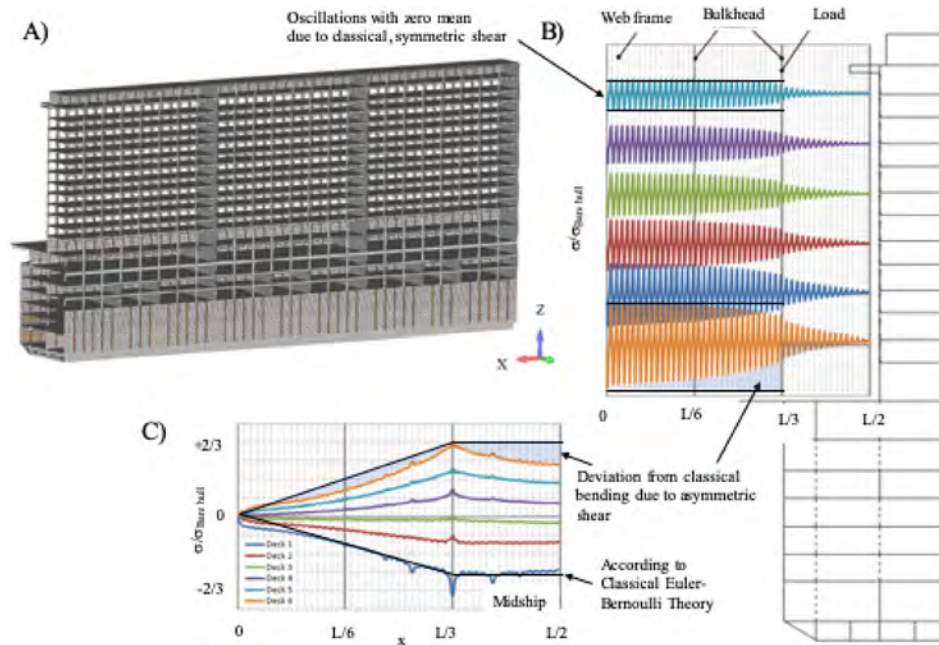 A)
Oscillations with zero mean
due to classical, symmetric shear
B)
Web frame
Bulkhead
Load
σ/σBare hull
0
L/6
L/3
L/2
Z
X
C)
+2/3
0
-2/3
σ/σBare hull
Deck 1
Deck 2
Deck 3
Deck 4
Deck 5
Deck 6
Midship
0
L/6
x
L/3
L/2
Deviation from classical
bending due to asymmetric
shear
According to
Classical Euler-
Bernoulli Theory